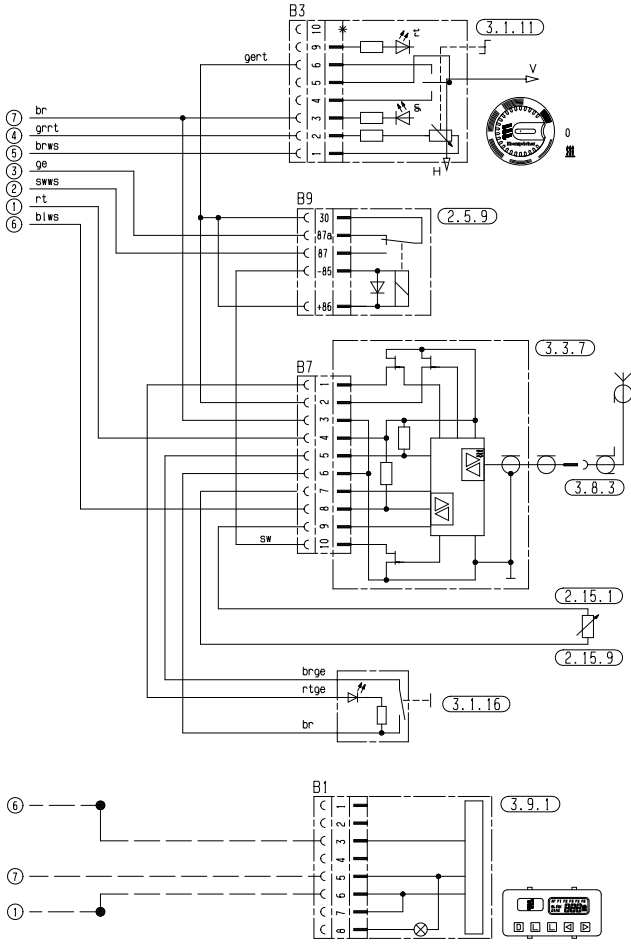 B3
10
9
6
5
4
3
2
1
3.1.11
gert
V
H
0
7 br
4 grrt
5 brws
3 ge
2 swws
1 rt
6 blws
B9
30
87a
87
-85
+86
2.5.9
B7
1
2
3
4
5
6
7
8
9
10
3.3.7
3.8.3
sw
2.15.1
2.15.9
brge
rtge
br
3.1.16
B1
1
2
3
4
5
6
7
8
3.9.1
6
7
1
D L L